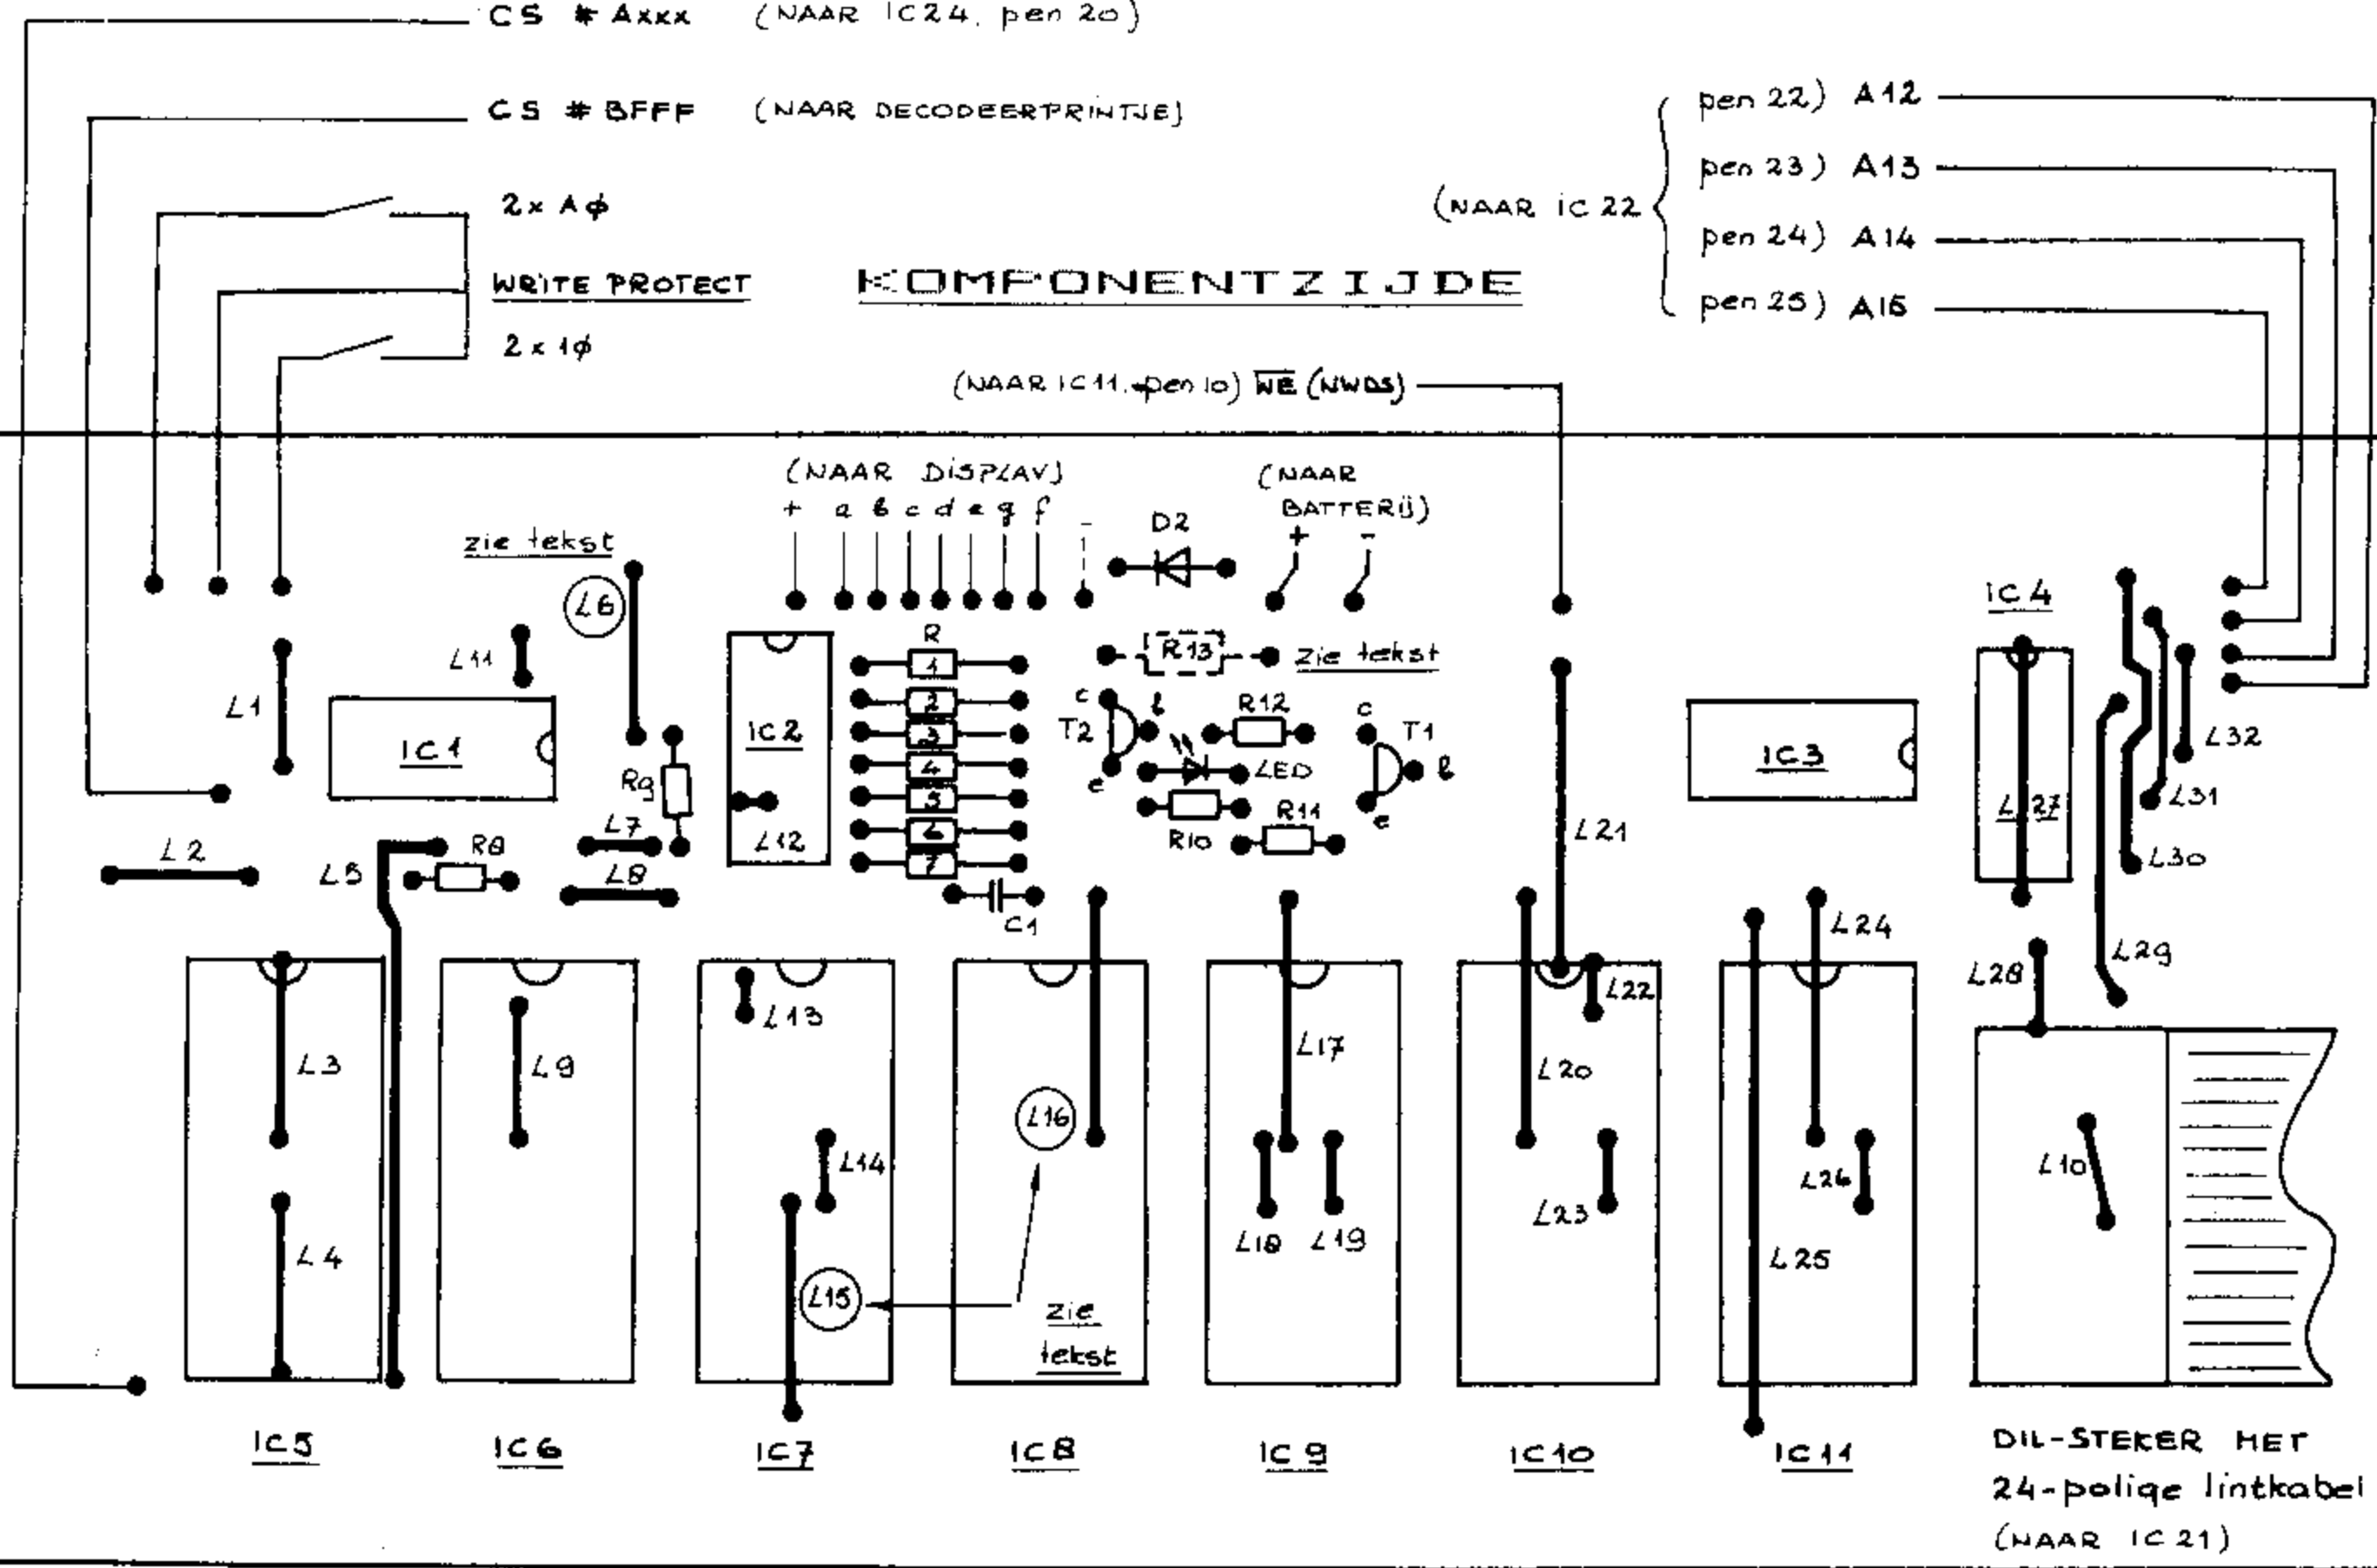 CS # Axxx (NAAR IC24. pen 20)
CS # BFFF (NAAR DECODEERPRINTJE)
2x Aϕ
WRITE PROTECT
2 x 1ϕ
KOMPONENTZIJDE
(NAAR IC 22
pen 22) A12
pen 23) A13
pen 24) A14
pen 25) A15
(NAAR IC11. pen 10) WE (NWDS)
(NAAR DISPLAY)
+ a b c d e g f -
(NAAR
BATTERIJ)
+ -
D2
zie tekst
L6
L11
L1
IC1
R9
L7
L8
L2
L5
R8
IC2
L12
R
1
2
3
4
5
6
7
C1
R13
zie tekst
c
b
T2
e
R12
LED
R10
R11
c
T1
b
e
L21
IC3
IC4
L27
L32
L31
L30
L29
L28
L3
L4
L9
L13
L14
L15
L16
zie
tekst
L17
L18
L19
L20
L22
L23
L24
L25
L26
L10
IC5
IC6
IC7
IC8
IC9
IC10
IC11
DIL-STEKER MET
24-polige lintkabel
(NAAR IC 21)